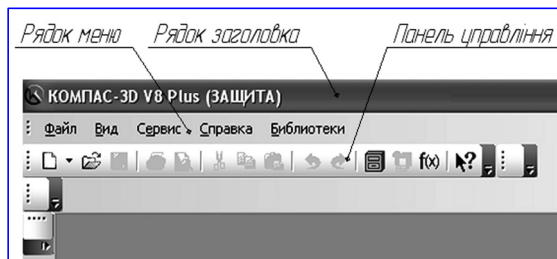 Рядок меню Рядок заголовка Панель управління
КОМПАС-3D V8 Plus (ЗАЩИТА)
Файл Вид Сервис Справка Библиотеки
f(x) ?